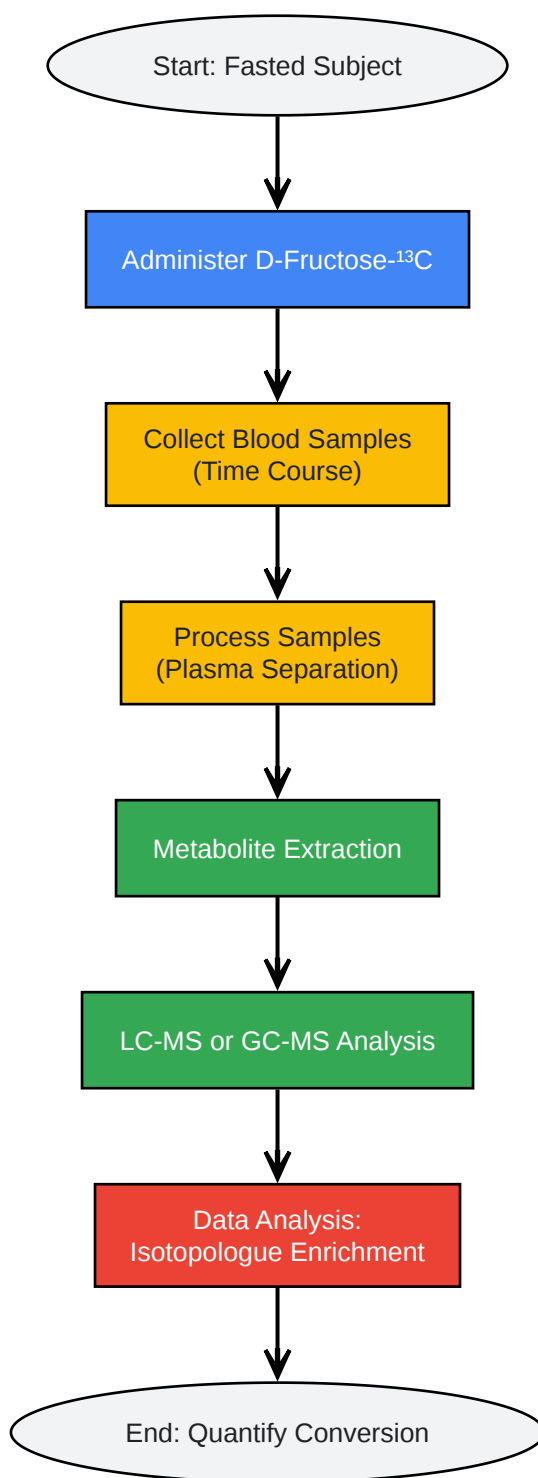 Start: Fasted Subject
Administer D-Fructose-¹³C
Collect Blood Samples
(Time Course)
Process Samples
(Plasma Separation)
Metabolite Extraction
LC-MS or GC-MS Analysis
Data Analysis:
Isotopologue Enrichment
End: Quantify Conversion